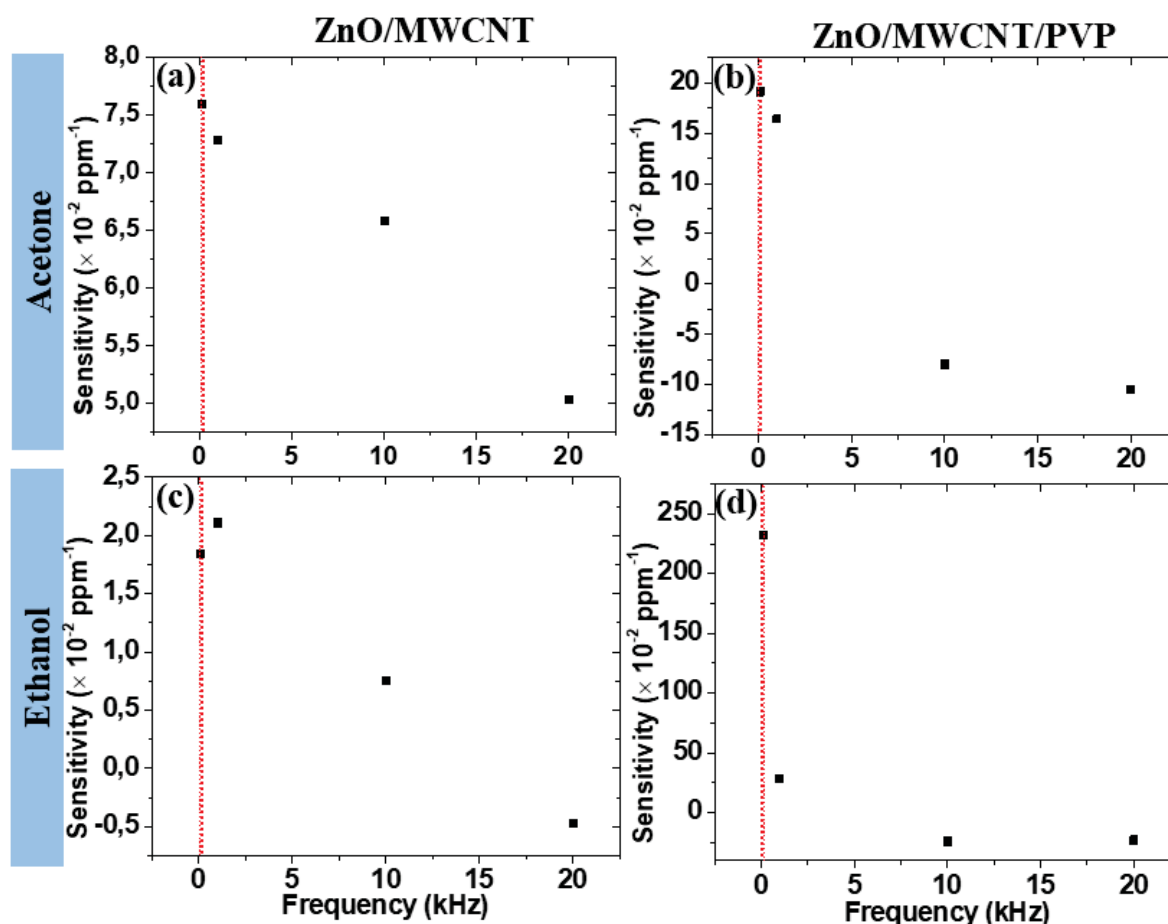 ZnO/MWCNT
ZnO/MWCNT/PVP
Acetone
Ethanol
(a)
Sensitivity (× 10⁻² ppm⁻¹)
8,0
7,5
7,0
6,5
6,0
5,5
5,0
0 5 10 15 20
(b)
Sensitivity (× 10⁻² ppm⁻¹)
20
15
10
5
0
-5
-10
-15
0 5 10 15 20
(c)
Sensitivity (× 10⁻² ppm⁻¹)
2,5
2,0
1,5
1,0
0,5
0,0
-0,5
0 5 10 15 20
Frequency (kHz)
(d)
Sensitivity (× 10⁻² ppm⁻¹)
250
200
150
100
50
0
0 5 10 15 20
Frequency (kHz)